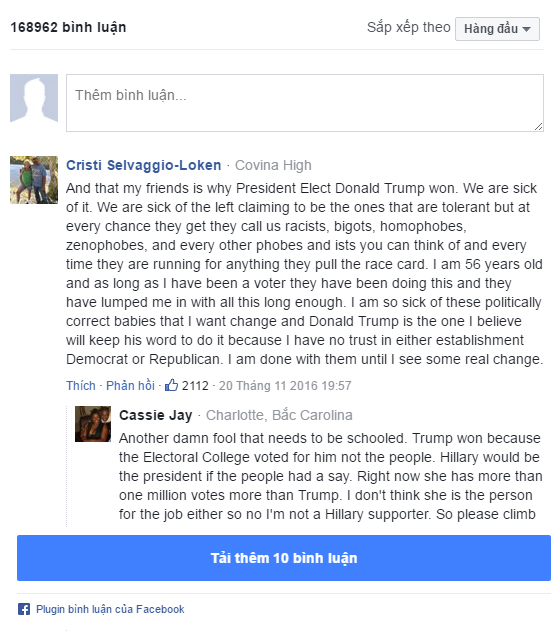 168962 bình luận
Sắp xếp theo Hàng đầu
Thêm bình luận...
Cristi Selvaggio-Loken · Covina High
And that my friends is why President Elect Donald Trump won. We are sick
of it. We are sick of the left claiming to be the ones that are tolerant but at
every chance they get they call us racists, bigots, homophobes,
zenophobes, and every other phobes and ists you can think of and every
time they are running for anything they pull the race card. I am 56 years old
and as long as I have been a voter they have been doing this and they
have lumped me in with all this long enough. I am so sick of these politically
correct babies that I want change and Donald Trump is the one I believe
will keep his word to do it because I have no trust in either establishment
Democrat or Republican. I am done with them until I see some real change.
Thích · Phản hồi · 2112 · 20 Tháng 11 2016 19:57
Cassie Jay · Charlotte, Bắc Carolina
Another damn fool that needs to be schooled. Trump won because
the Electoral College voted for him not the people. Hillary would be
the president if the people had a say. Right now she has more than
one million votes more than Trump. I don't think she is the person
for the job either so no I'm not a Hillary supporter. So please climb
Tải thêm 10 bình luận
Plugin bình luận của Facebook